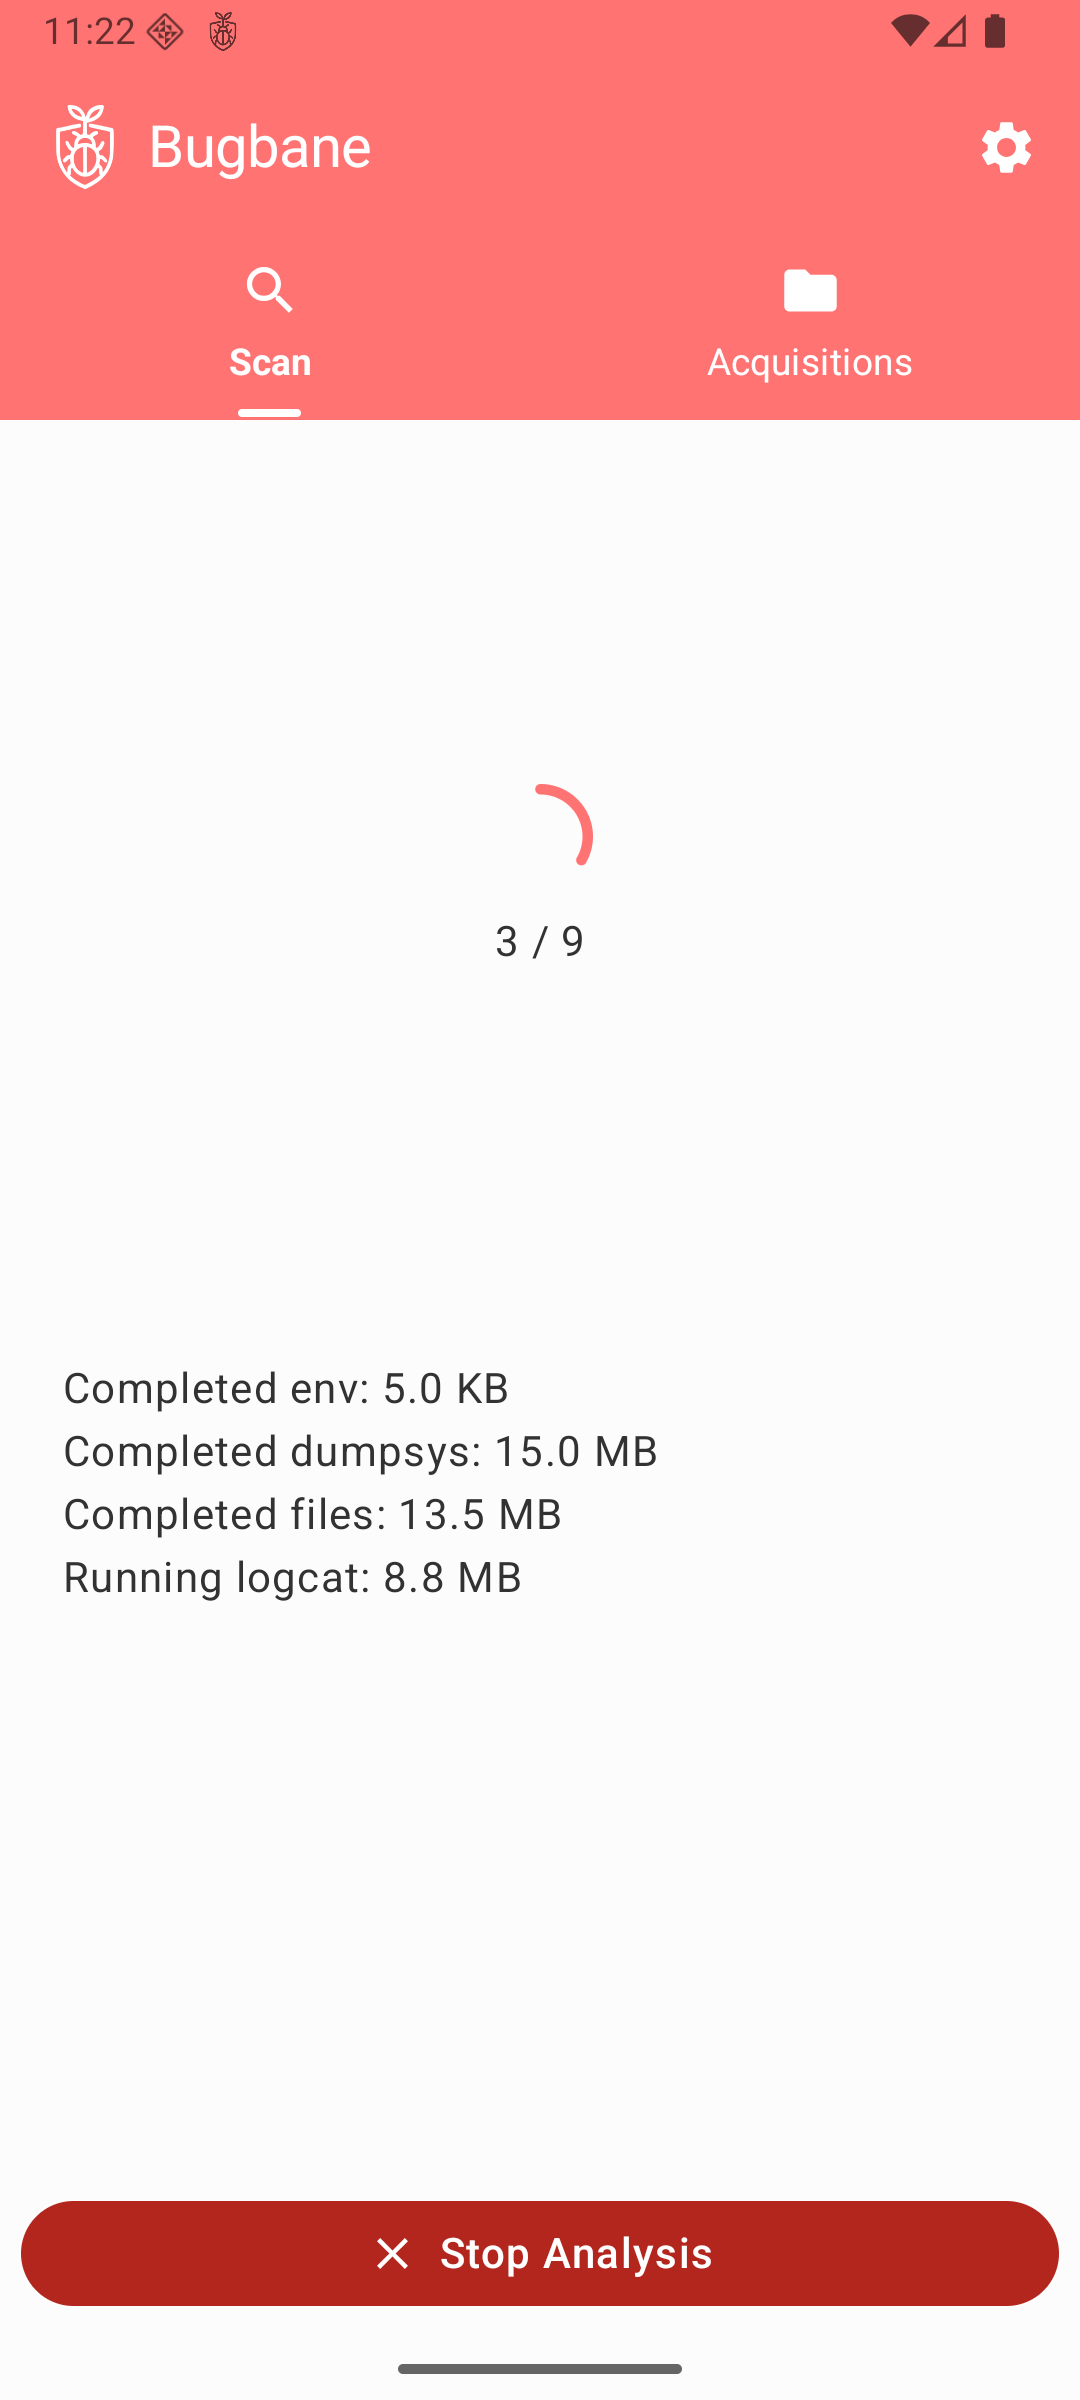 11:22
Bugbane
Scan
Acquisitions
3 / 9
Completed env: 5.0 KB
Completed dumpsys: 15.0 MB
Completed files: 13.5 MB
Running logcat: 8.8 MB
Stop Analysis